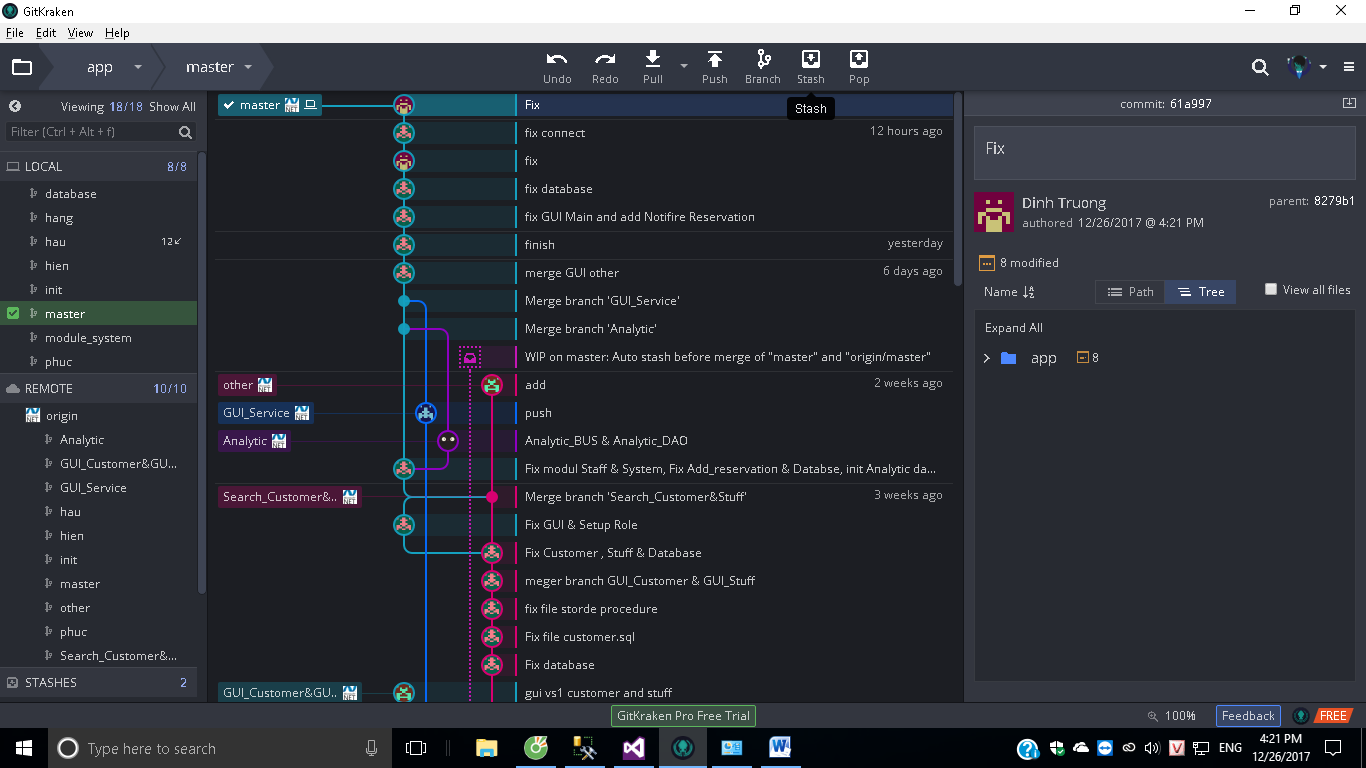 GitKraken
File Edit View Help
app master
Undo Redo Pull Push Branch Stash Pop
Stash
Viewing 18/18 Show All
Filter (Ctrl + Alt + f)
LOCAL 8/8
database
hang
hau 12
hien
init
master
module_system
phuc
REMOTE 10/10
origin
Analytic
GUI_Customer&GU...
GUI_Service
hau
hien
init
master
other
phuc
Search_Customer&...
STASHES 2
master .NET Fix
fix connect 12 hours ago
fix
fix database
fix GUI Main and add Notifire Reservation
finish yesterday
merge GUI other 6 days ago
Merge branch 'GUI_Service'
Merge branch 'Analytic'
WIP on master: Auto stash before merge of "master" and "origin/master"
other .NET add 2 weeks ago
GUI_Service .NET push
Analytic .NET Analytic_BUS & Analytic_DAO
Fix modul Staff & System, Fix Add_reservation & Databse, init Analytic da...
Search_Customer&.. .NET Merge branch 'Search_Customer&Stuff' 3 weeks ago
Fix GUI & Setup Role
Fix Customer , Stuff & Database
meger branch GUI_Customer & GUI_Stuff
fix file storde procedure
Fix file customer.sql
Fix database
GUI_Customer&GU.. .NET gui vs1 customer and stuff
commit: 61a997
Fix
Dinh Truong parent: 8279b1
authored 12/26/2017 @ 4:21 PM
8 modified
Name Path Tree View all files
Expand All
app 8
GitKraken Pro Free Trial
100% Feedback FREE
Type here to search
ENG
4:21 PM
12/26/2017